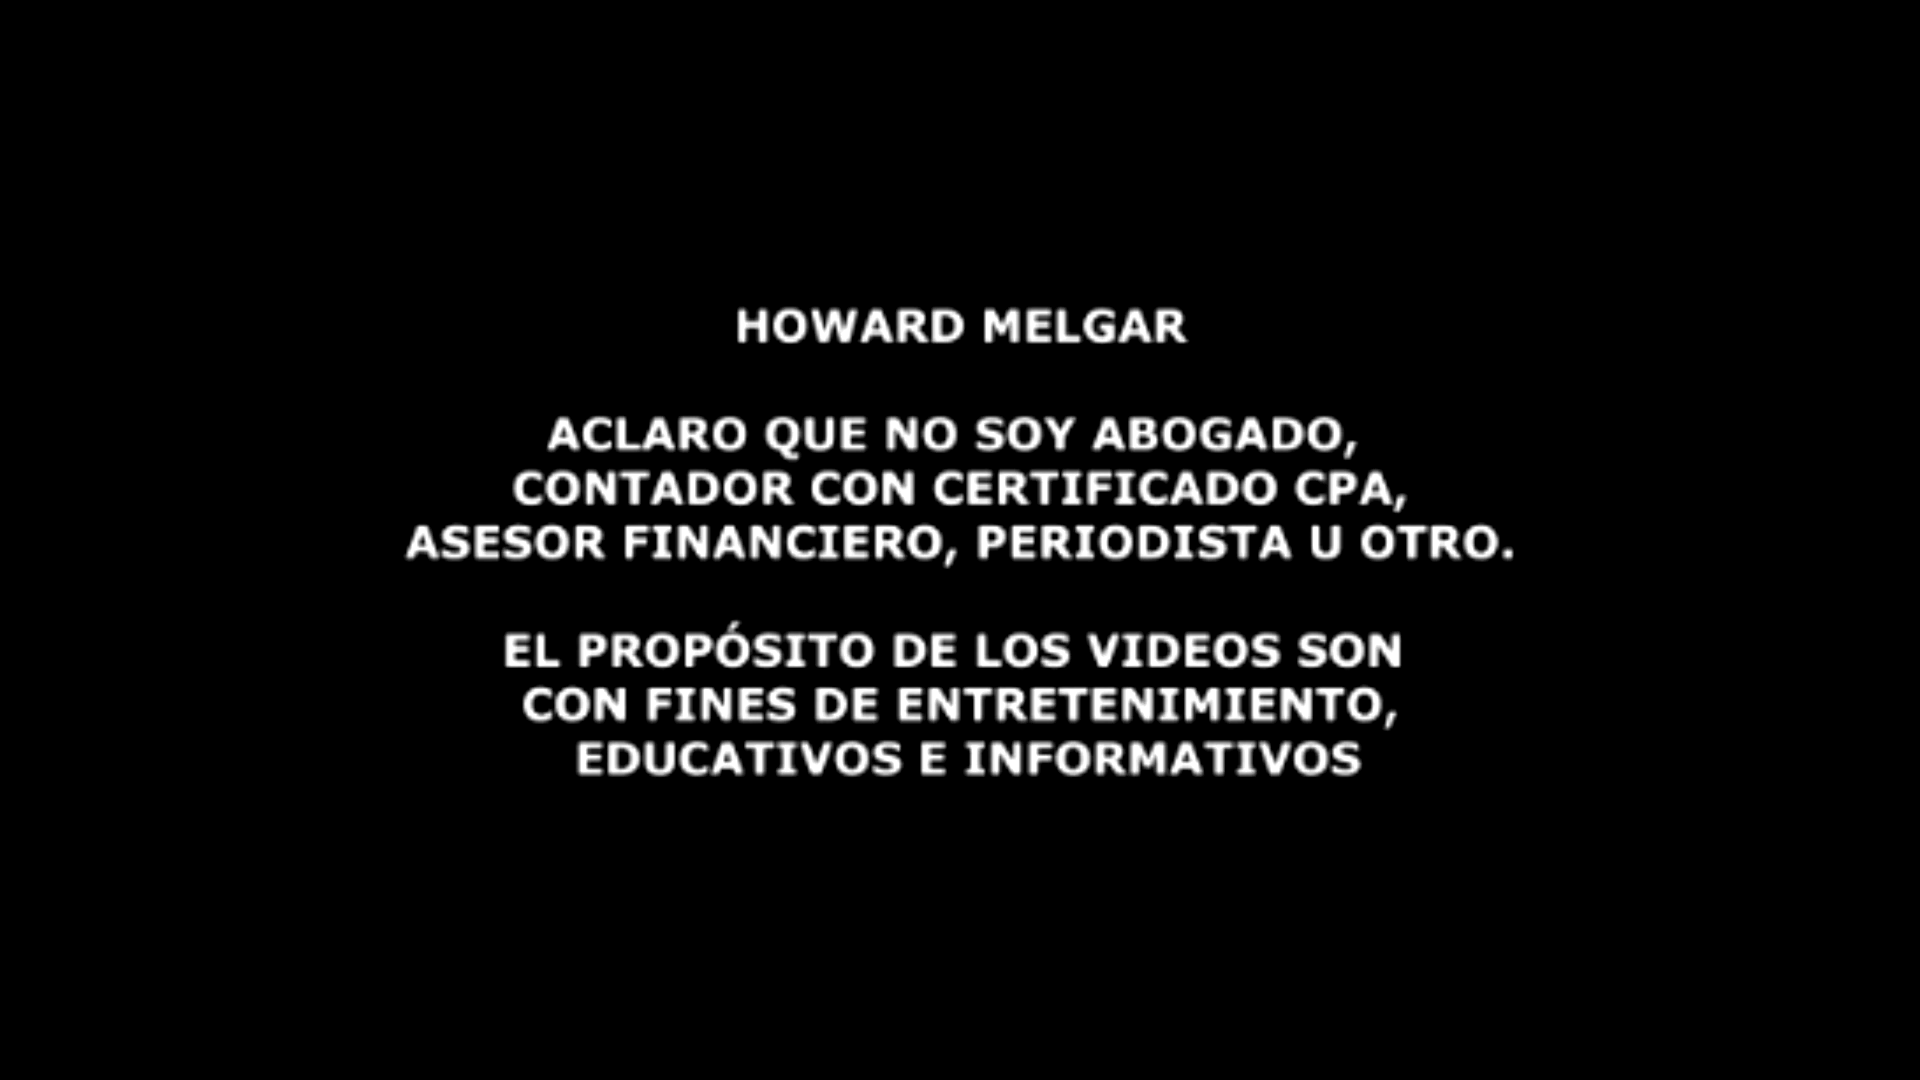 HOWARD MELGAR
ACLARO QUE NO SOY ABOGADO,
CONTADOR CON CERTIFICADO CPA,
ASESOR FINANCIERO, PERIODISTA U OTRO.
EL PROPÓSITO DE LOS VIDEOS SON
CON FINES DE ENTRETENIMIENTO,
EDUCATIVOS E INFORMATIVOS